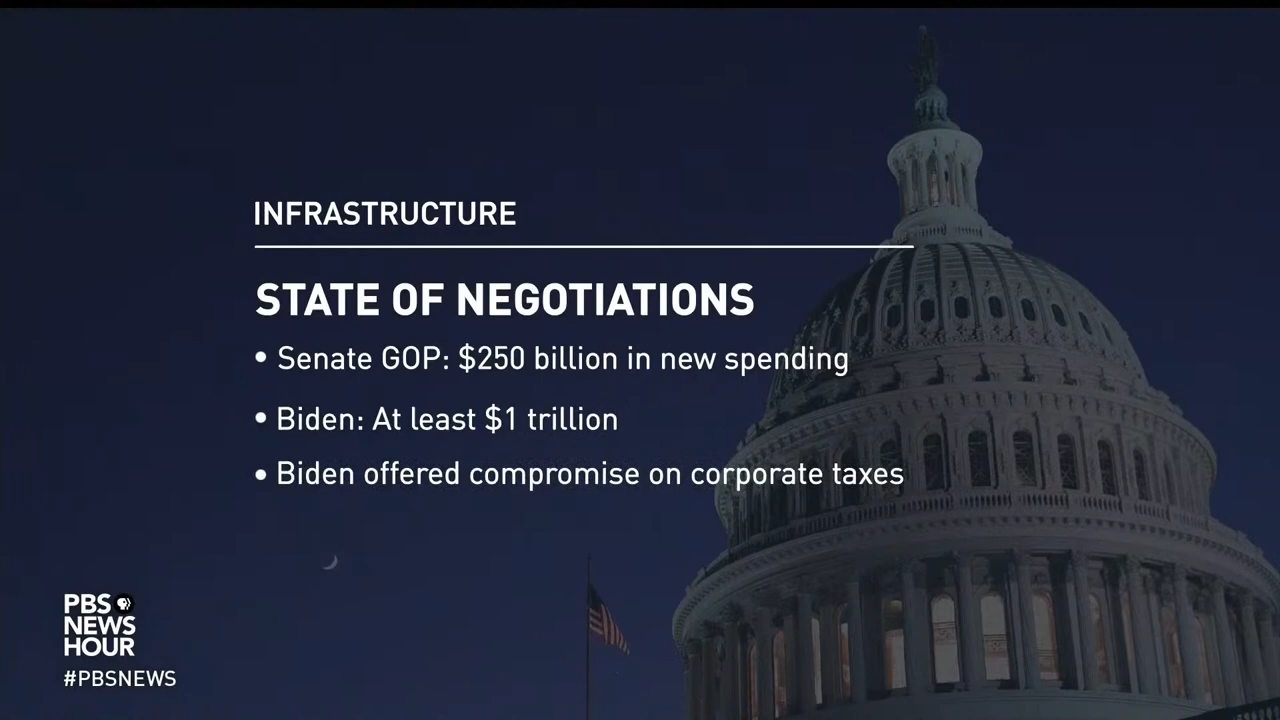 INFRASTRUCTURE
STATE OF NEGOTIATIONS
• Senate GOP: $250 billion in new spending
• Biden: At least $1 trillion
• Biden offered compromise on corporate taxes
PBS
NEWS
HOUR
#PBSNEWS